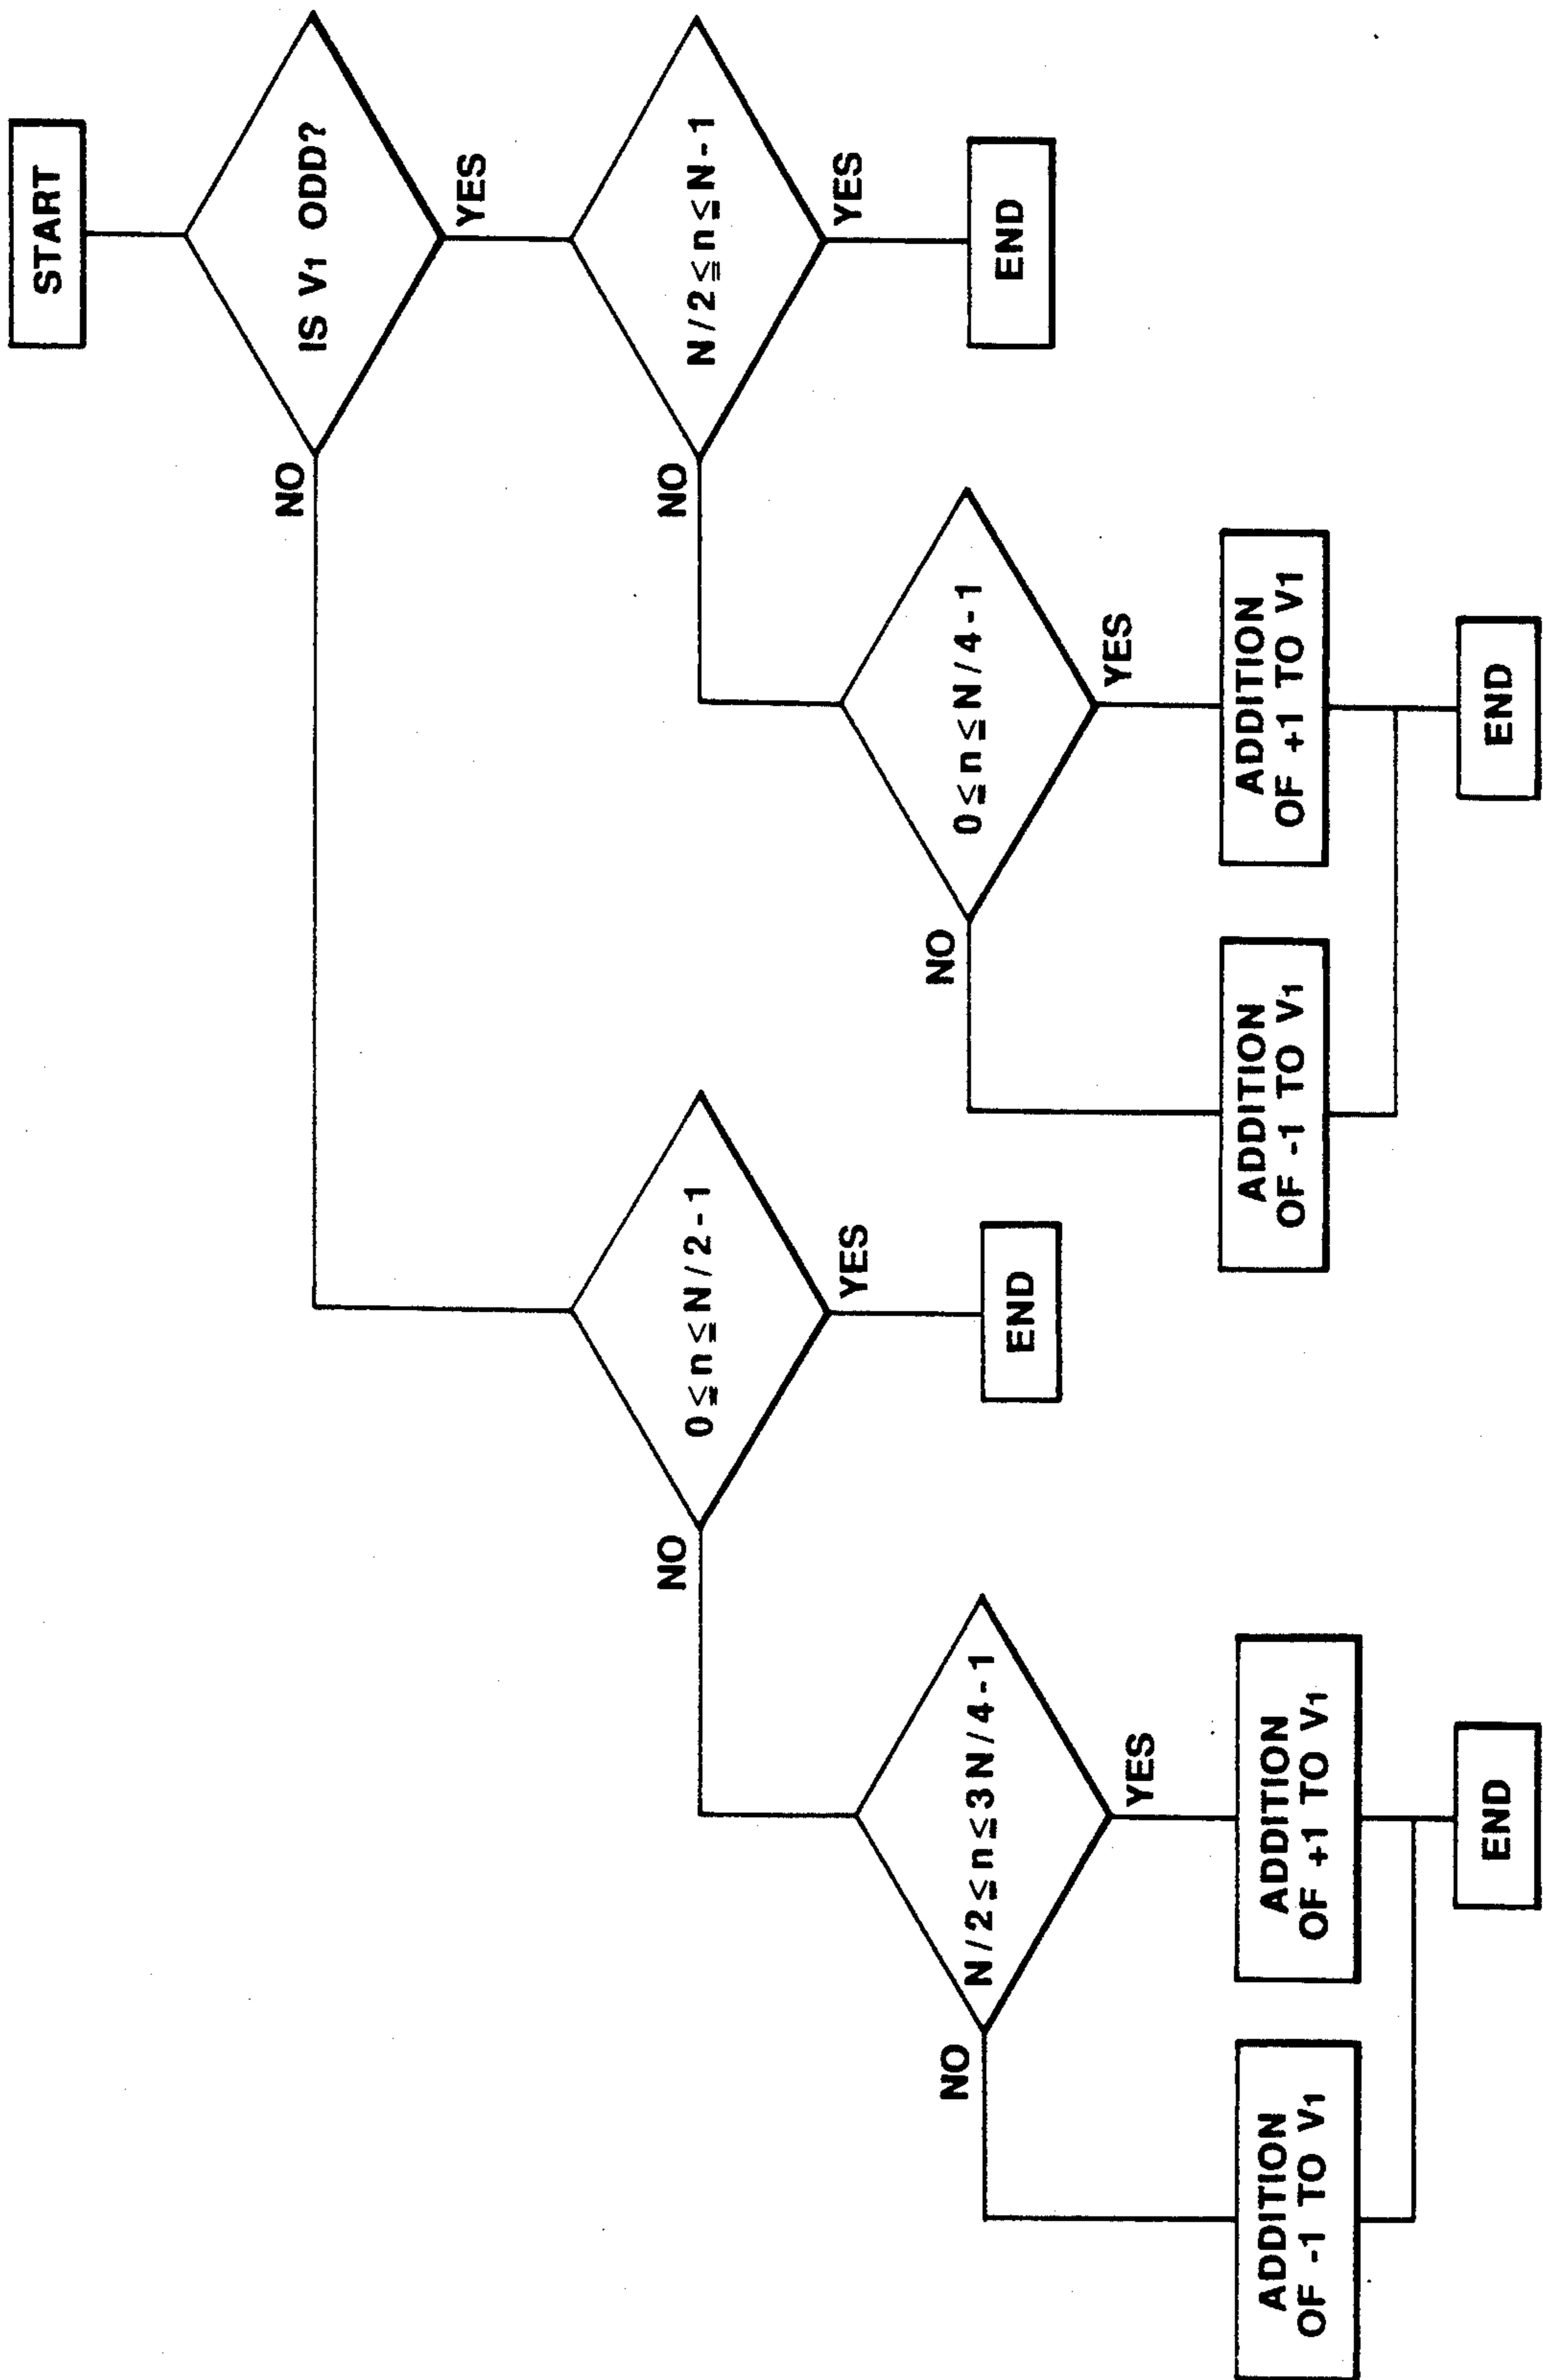 START
IS V1 ODD?
NO
YES
0≦n≦N/2-1
N/2≦n≦N-1
NO
YES
NO
YES
N/2≦n≦3N/4-1
END
0≦n≦N/4-1
END
NO
YES
NO
YES
ADDITION
OF -1 TO V1
ADDITION
OF +1 TO V1
ADDITION
OF -1 TO V1
ADDITION
OF +1 TO V1
END
END